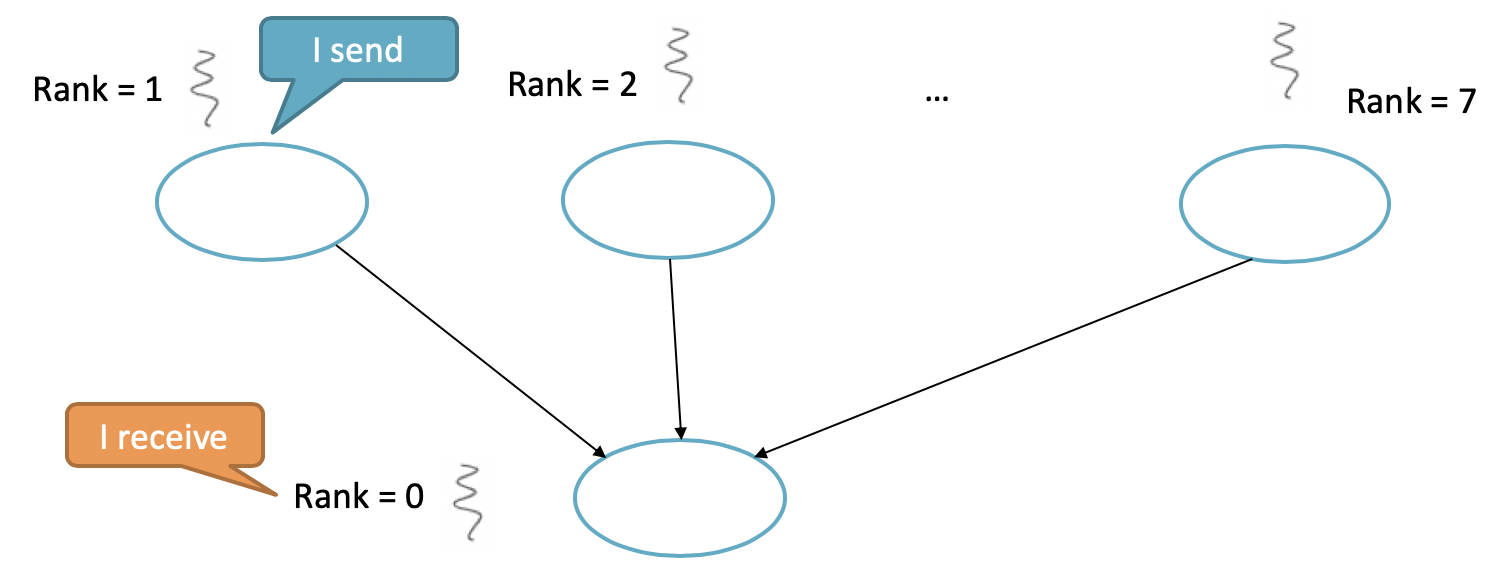 I send
Rank = 1
Rank = 2
...
Rank = 7
I receive
Rank = 0